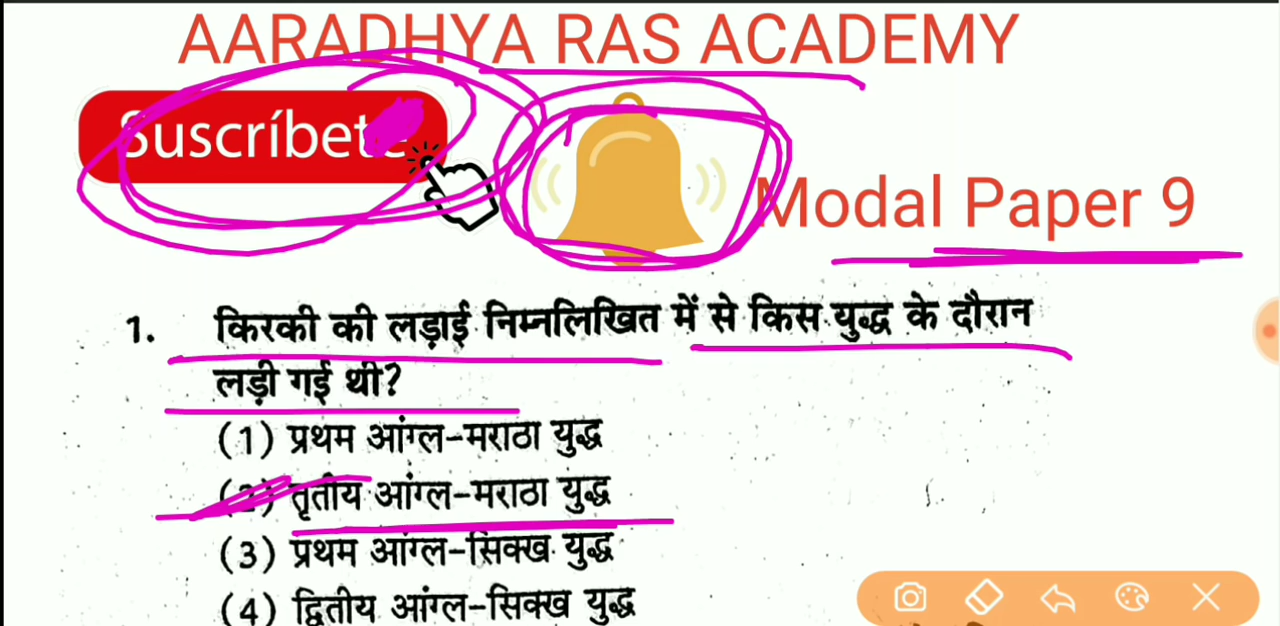 AARADHYA RAS ACADEMY
Suscríbete
Modal Paper 9
1. किरकी की लड़ाई निम्नलिखित में से किस युद्ध के दौरान
लड़ी गई थी?
(1) प्रथम आंग्ल-मराठा युद्ध
(2) तृतीय आंग्ल-मराठा युद्ध
(3) प्रथम आंग्ल-सिक्ख युद्ध
(4) द्वितीय आंग्ल-सिक्ख युद्ध